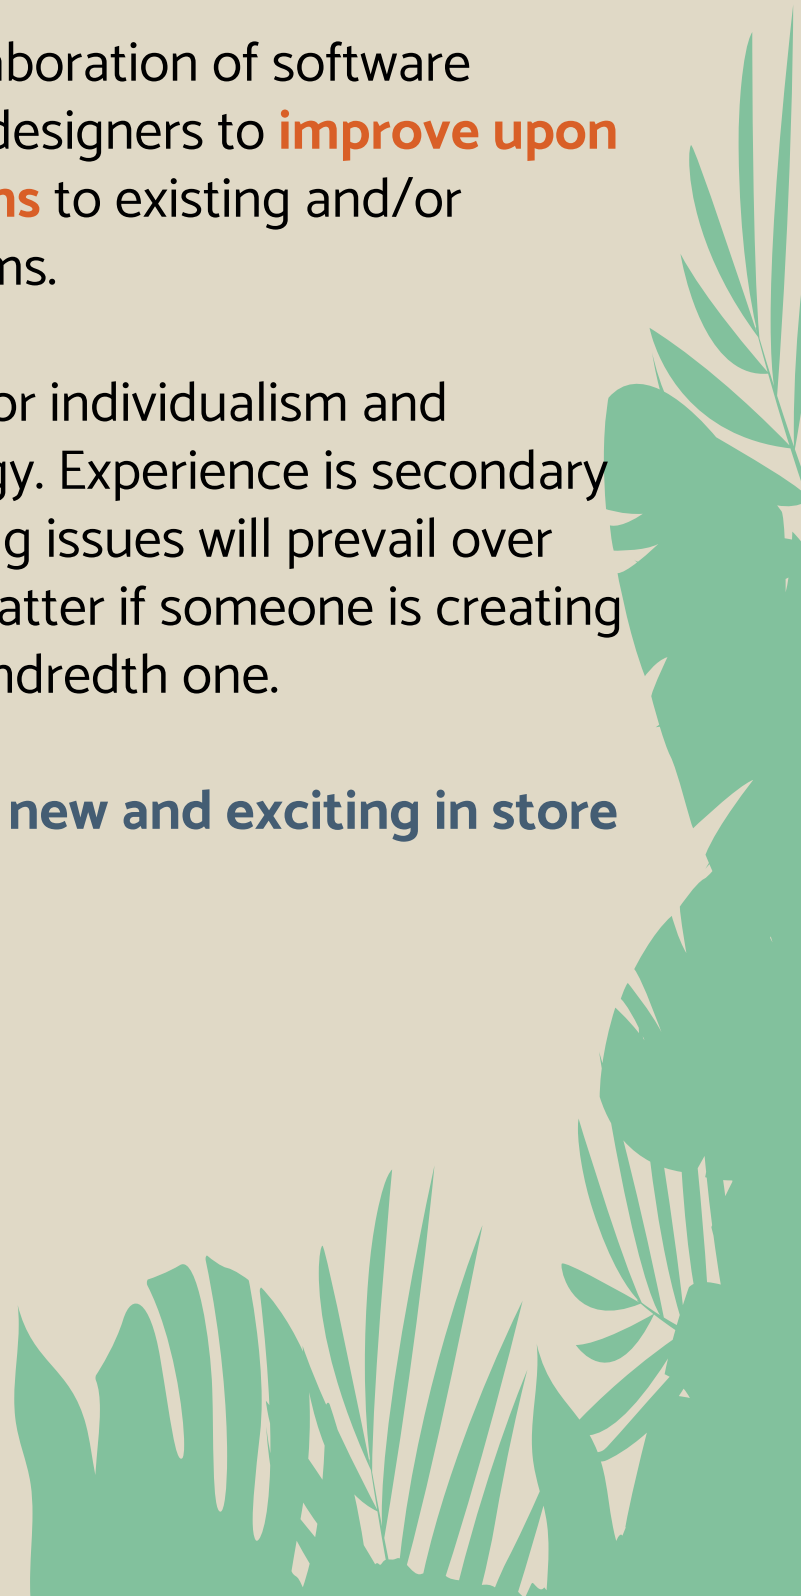 aboration of software
designers to improve upon
ns to existing and/or
ms.
or individualism and
gy. Experience is secondary
g issues will prevail over
atter if someone is creating
ndredth one.
new and exciting in store